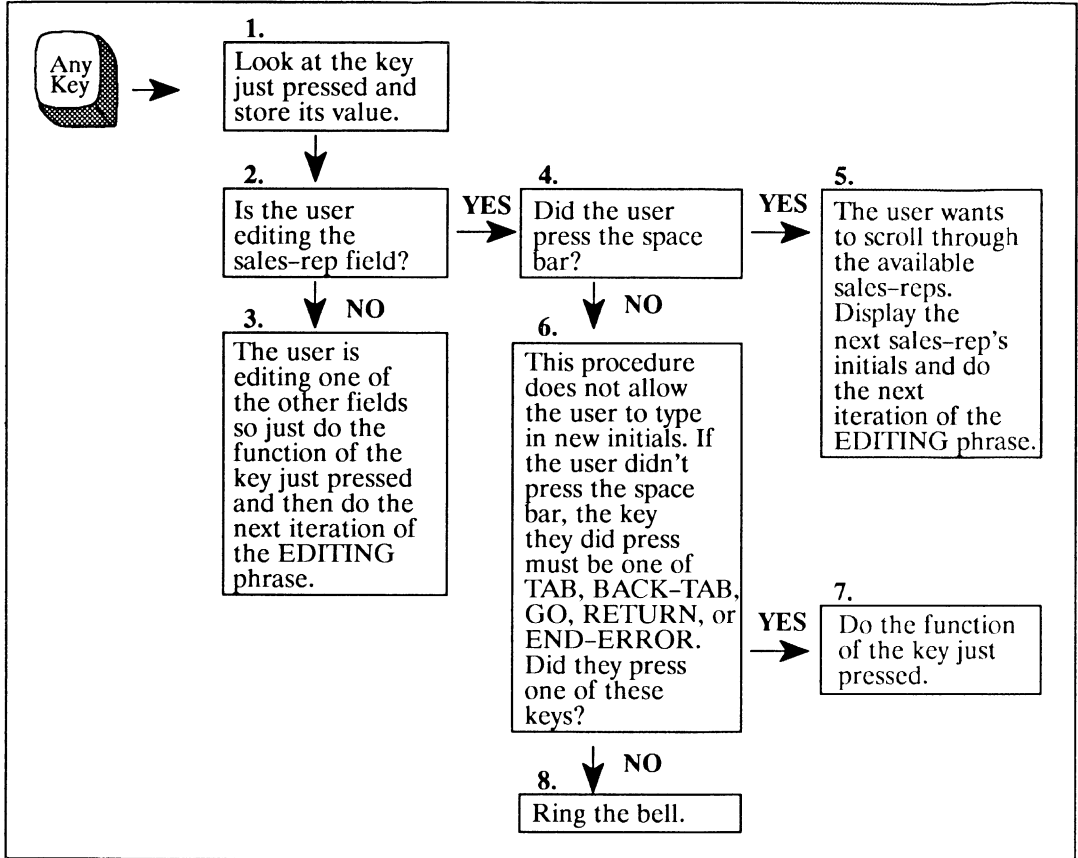 Any
Key
1.
Look at the key
just pressed and
store its value.
2.
Is the user
editing the
sales-rep field?
YES
NO
3.
The user is
editing one of
the other fields
so just do the
function of the
key just pressed
and then do the
next iteration of
the EDITING
phrase.
4.
Did the user
press the space
bar?
YES
NO
5.
The user wants
to scroll through
the available
sales-reps.
Display the
next sales-rep's
initials and do
the next
iteration of the
EDITING phrase.
6.
This procedure
does not allow
the user to type
in new initials. If
the user didn't
press the space
bar, the key
they did press
must be one of
TAB, BACK-TAB,
GO, RETURN, or
END-ERROR.
Did they press
one of these
keys?
YES
NO
7.
Do the function
of the key just
pressed.
8.
Ring the bell.